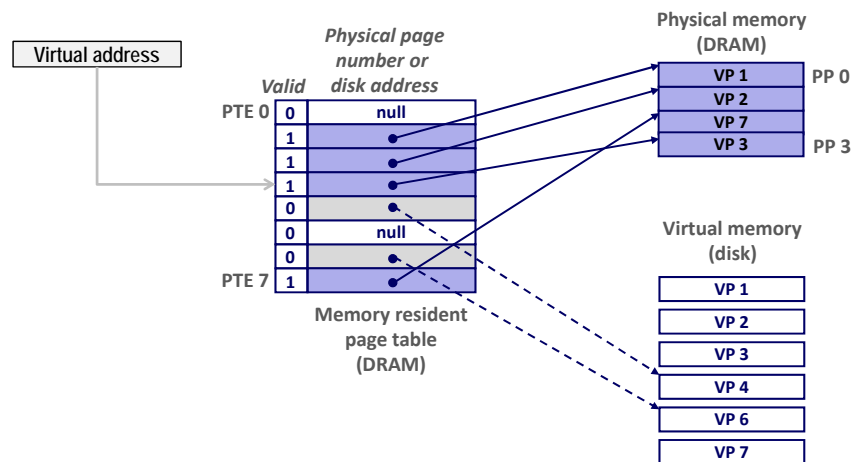 Virtual address
Physical page
number or
disk address
Valid
PTE 0
0
null
1
1
1
0
0
null
0
PTE 7
1
Memory resident
page table
(DRAM)
Physical memory
(DRAM)
VP 1
PP 0
VP 2
VP 7
VP 3
PP 3
Virtual memory
(disk)
VP 1
VP 2
VP 3
VP 4
VP 6
VP 7